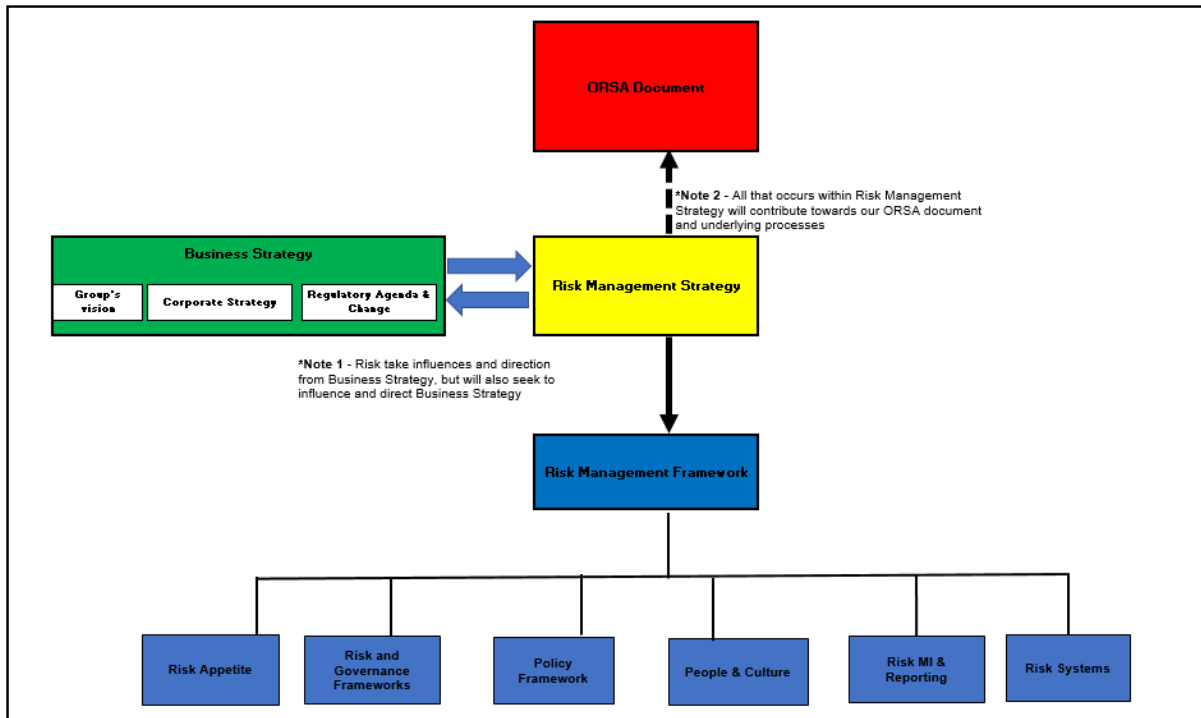 ORSA Document
*Note 2 - All that occurs within Risk Management
Strategy will contribute towards our ORSA document
and underlying processes
Business Strategy
Group's
vision
Corporate Strategy
Regulatory Agenda &
Change
Risk Management Strategy
*Note 1 - Risk take influences and direction
from Business Strategy, but will also seek to
influence and direct Business Strategy
Risk Management Framework
Risk Appetite
Risk and
Governance
Frameworks
Policy
Framework
People & Culture
Risk MI &
Reporting
Risk Systems